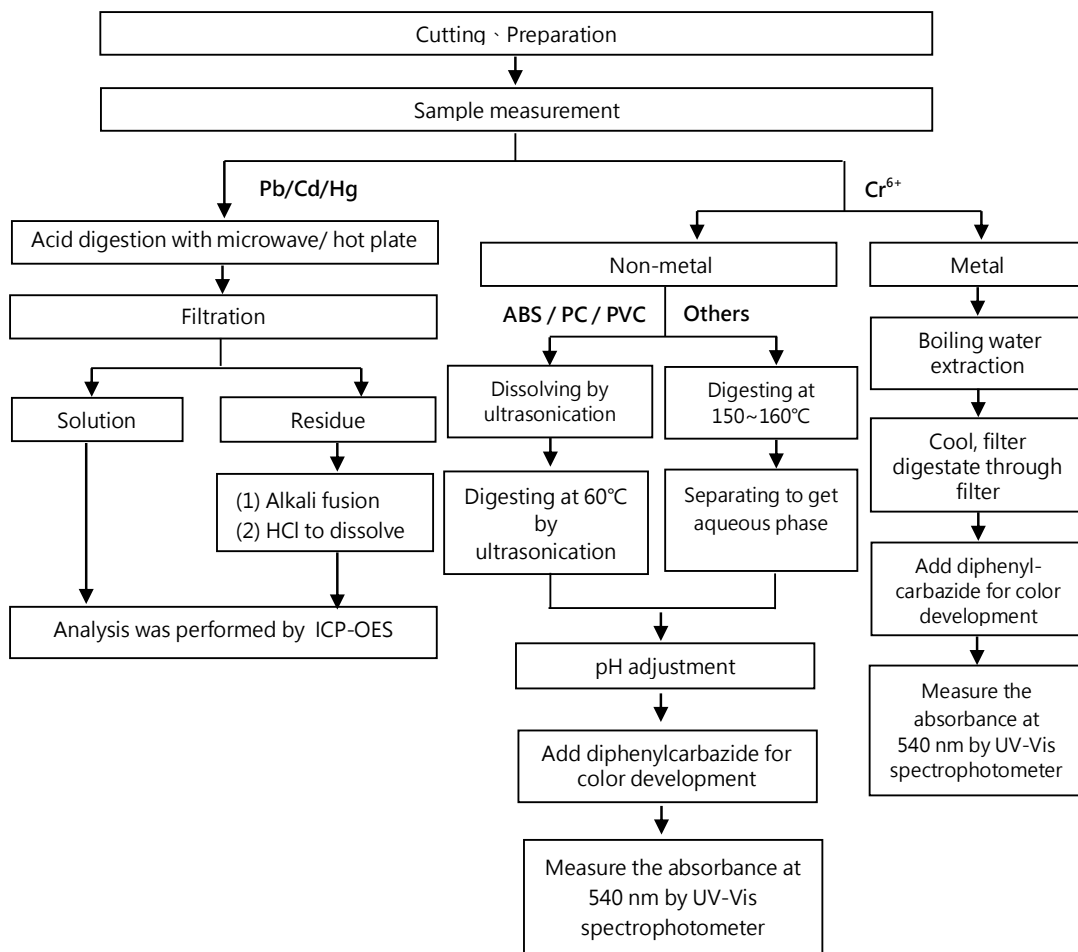 Cutting、Preparation
Sample measurement
Pb/Cd/Hg
Cr⁶⁺
Acid digestion with microwave/ hot plate
Filtration
Solution
Residue
(1) Alkali fusion
(2) HCl to dissolve
Analysis was performed by ICP-OES
Non-metal
ABS / PC / PVC
Others
Dissolving by
ultrasonication
Digesting at 60℃
by
ultrasonication
Digesting at
150~160℃
Separating to get
aqueous phase
pH adjustment
Add diphenylcarbazide for
color development
Measure the absorbance at
540 nm by UV-Vis
spectrophotometer
Metal
Boiling water
extraction
Cool, filter
digestate through
filter
Add diphenyl-
carbazide for color
development
Measure the
absorbance at
540 nm by UV-Vis
spectrophotometer